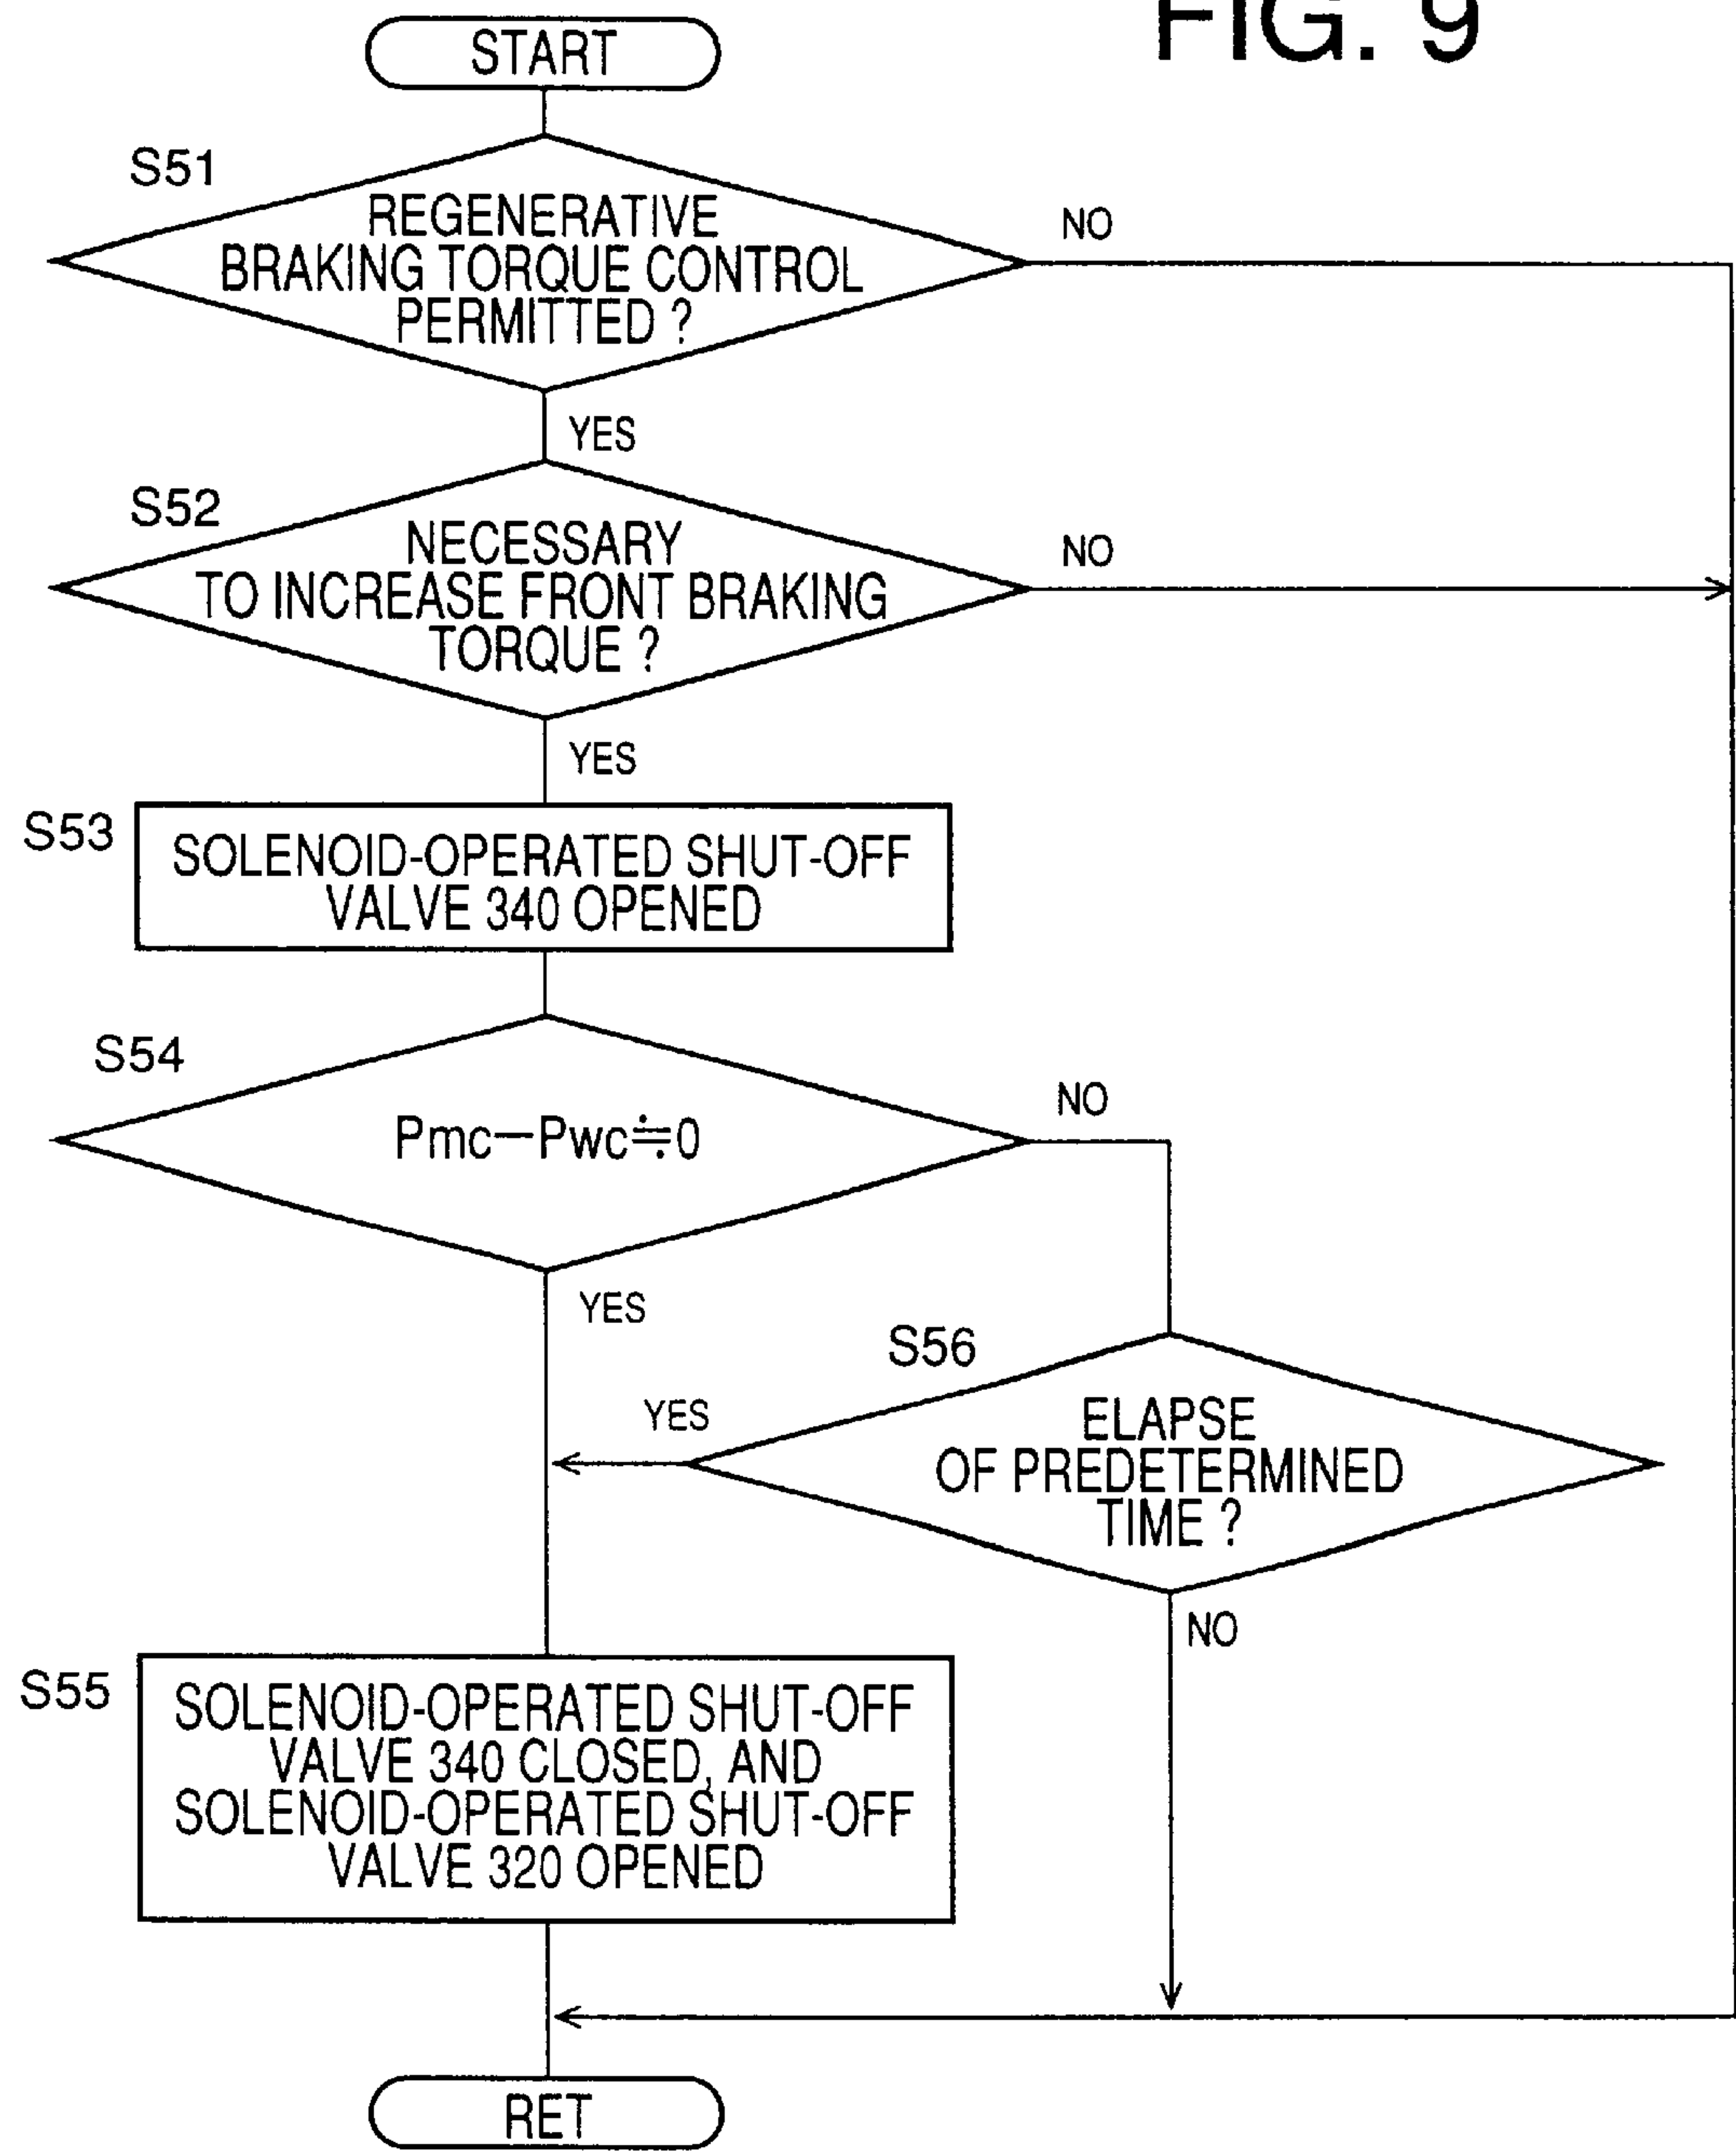 FIG. 9
START
S51
REGENERATIVE
BRAKING TORQUE CONTROL
PERMITTED ?
NO
YES
S52
NECESSARY
TO INCREASE FRONT BRAKING
TORQUE ?
NO
YES
S53
SOLENOID-OPERATED SHUT-OFF
VALVE 340 OPENED
S54
Pmc—Pwc≒0
NO
YES
S56
ELAPSE
OF PREDETERMINED
TIME ?
YES
NO
S55
SOLENOID-OPERATED SHUT-OFF
VALVE 340 CLOSED, AND
SOLENOID-OPERATED SHUT-OFF
VALVE 320 OPENED
RET